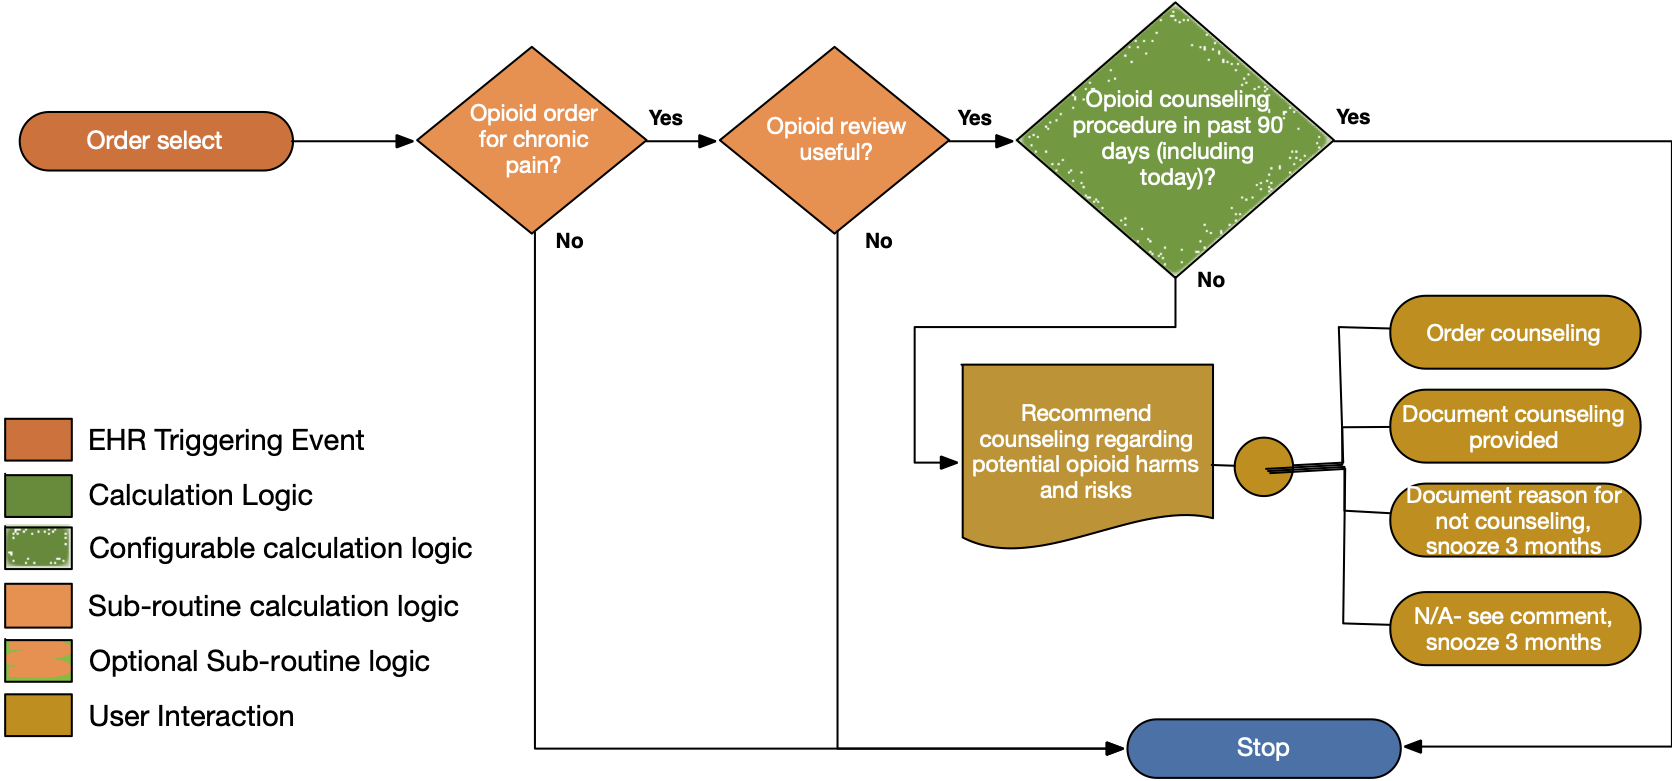 Order select
Opioid order
for chronic
pain?
Yes
No
Opioid review
useful?
Yes
No
Opioid counseling
procedure in past 90
days (including
today)?
Yes
No
Recommend
counseling regarding
potential opioid harms
and risks
Order counseling
Document counseling
provided
Document reason for
not counseling,
snooze 3 months
N/A- see comment,
snooze 3 months
Stop
EHR Triggering Event
Calculation Logic
Configurable calculation logic
Sub-routine calculation logic
Optional Sub-routine logic
User Interaction